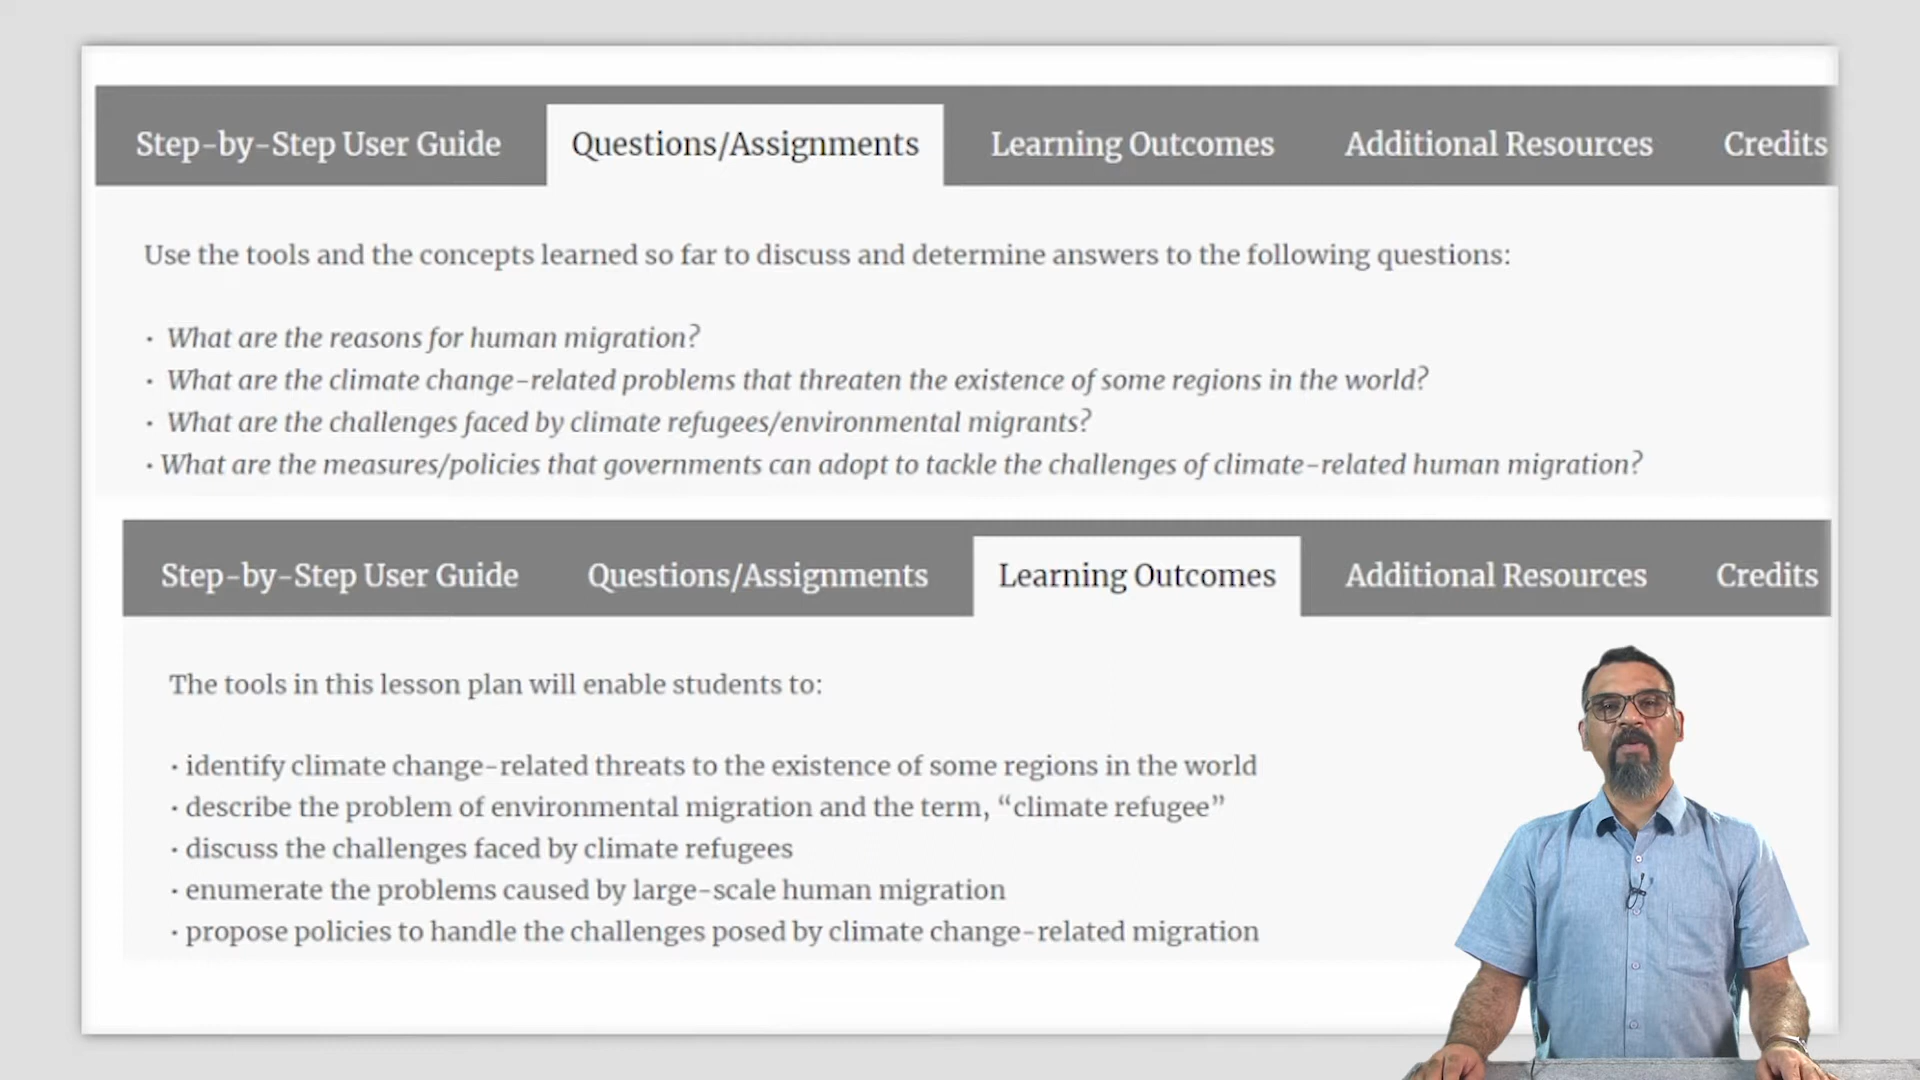 Step-by-Step User Guide Questions/Assignments Learning Outcomes Additional Resources Credits
Use the tools and the concepts learned so far to discuss and determine answers to the following questions:
· What are the reasons for human migration?
· What are the climate change-related problems that threaten the existence of some regions in the world?
· What are the challenges faced by climate refugees/environmental migrants?
· What are the measures/policies that governments can adopt to tackle the challenges of climate-related human migration?
Step-by-Step User Guide Questions/Assignments Learning Outcomes Additional Resources Credits
The tools in this lesson plan will enable students to:
· identify climate change-related threats to the existence of some regions in the world
· describe the problem of environmental migration and the term, “climate refugee”
· discuss the challenges faced by climate refugees
· enumerate the problems caused by large-scale human migration
· propose policies to handle the challenges posed by climate change-related migration